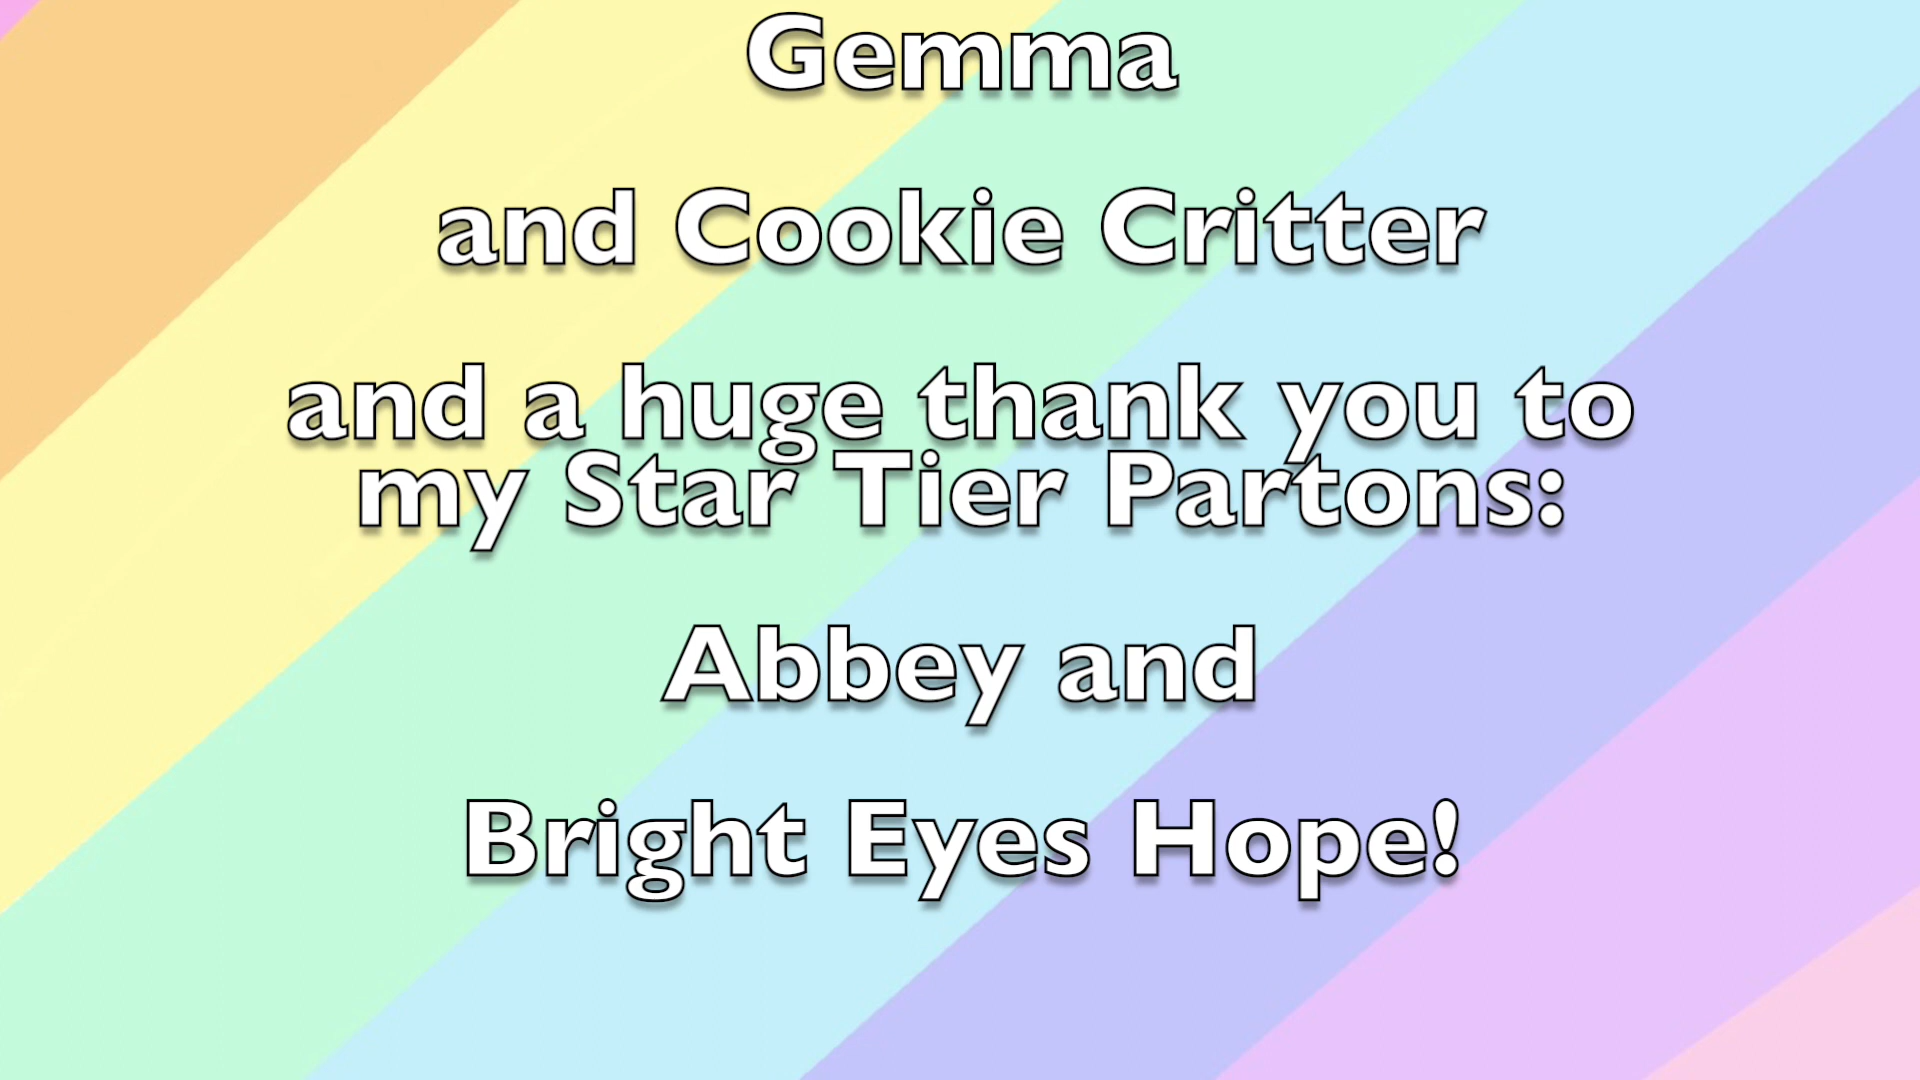 Gemma
and Cookie Critter
and a huge thank you to
my Star Tier Partons:
Abbey and
Bright Eyes Hope!